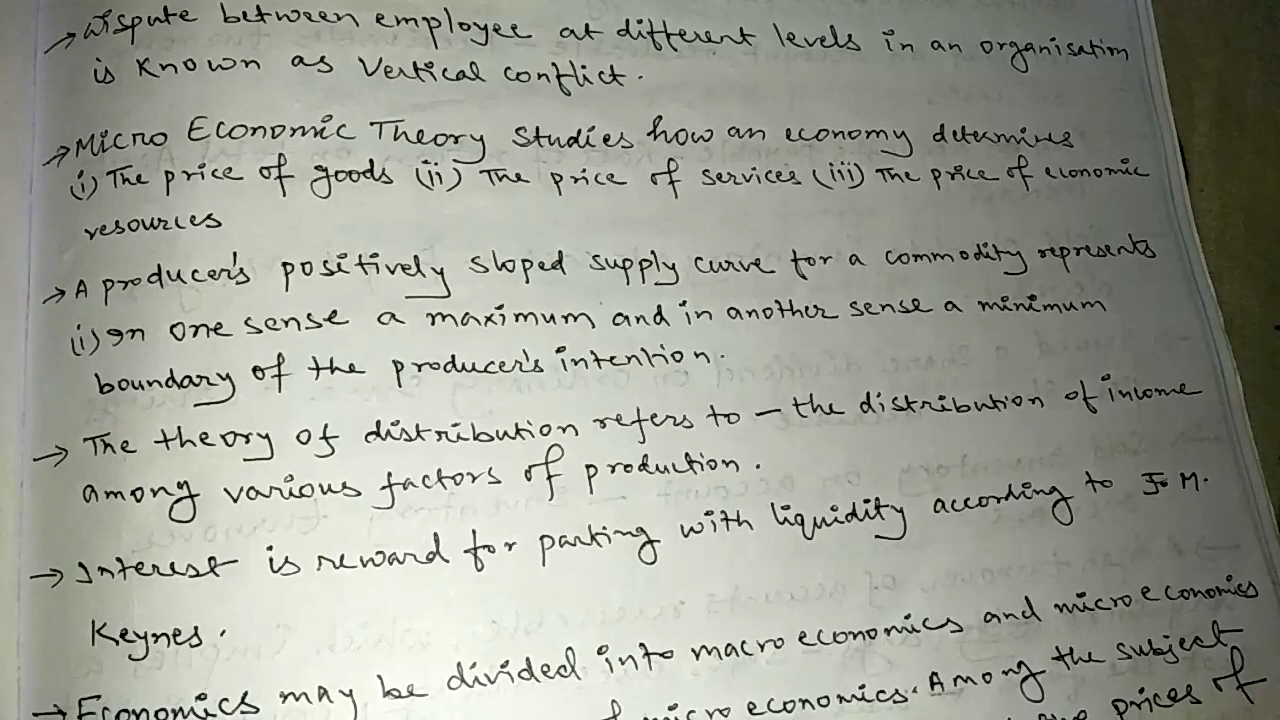 → Dispute between employee at different levels in an organisation
is Known as Vertical conflict.
→ Micro Economic Theory Studies how an economy determines
(i) The price of goods (ii) The price of services (iii) The price of economic
resources
→ A producer's positively sloped supply curve for a commodity represents
(i) In one sense a maximum and in another sense a minimum
boundary of the producer's intention.
→ The theory of distribution refers to — the distribution of income
among various factors of production.
→ Interest is reward for parting with liquidity according to J.M.
Keynes.
→ Economics may be divided into macro economics and micro economics
micro economics. Among the subject
prices of